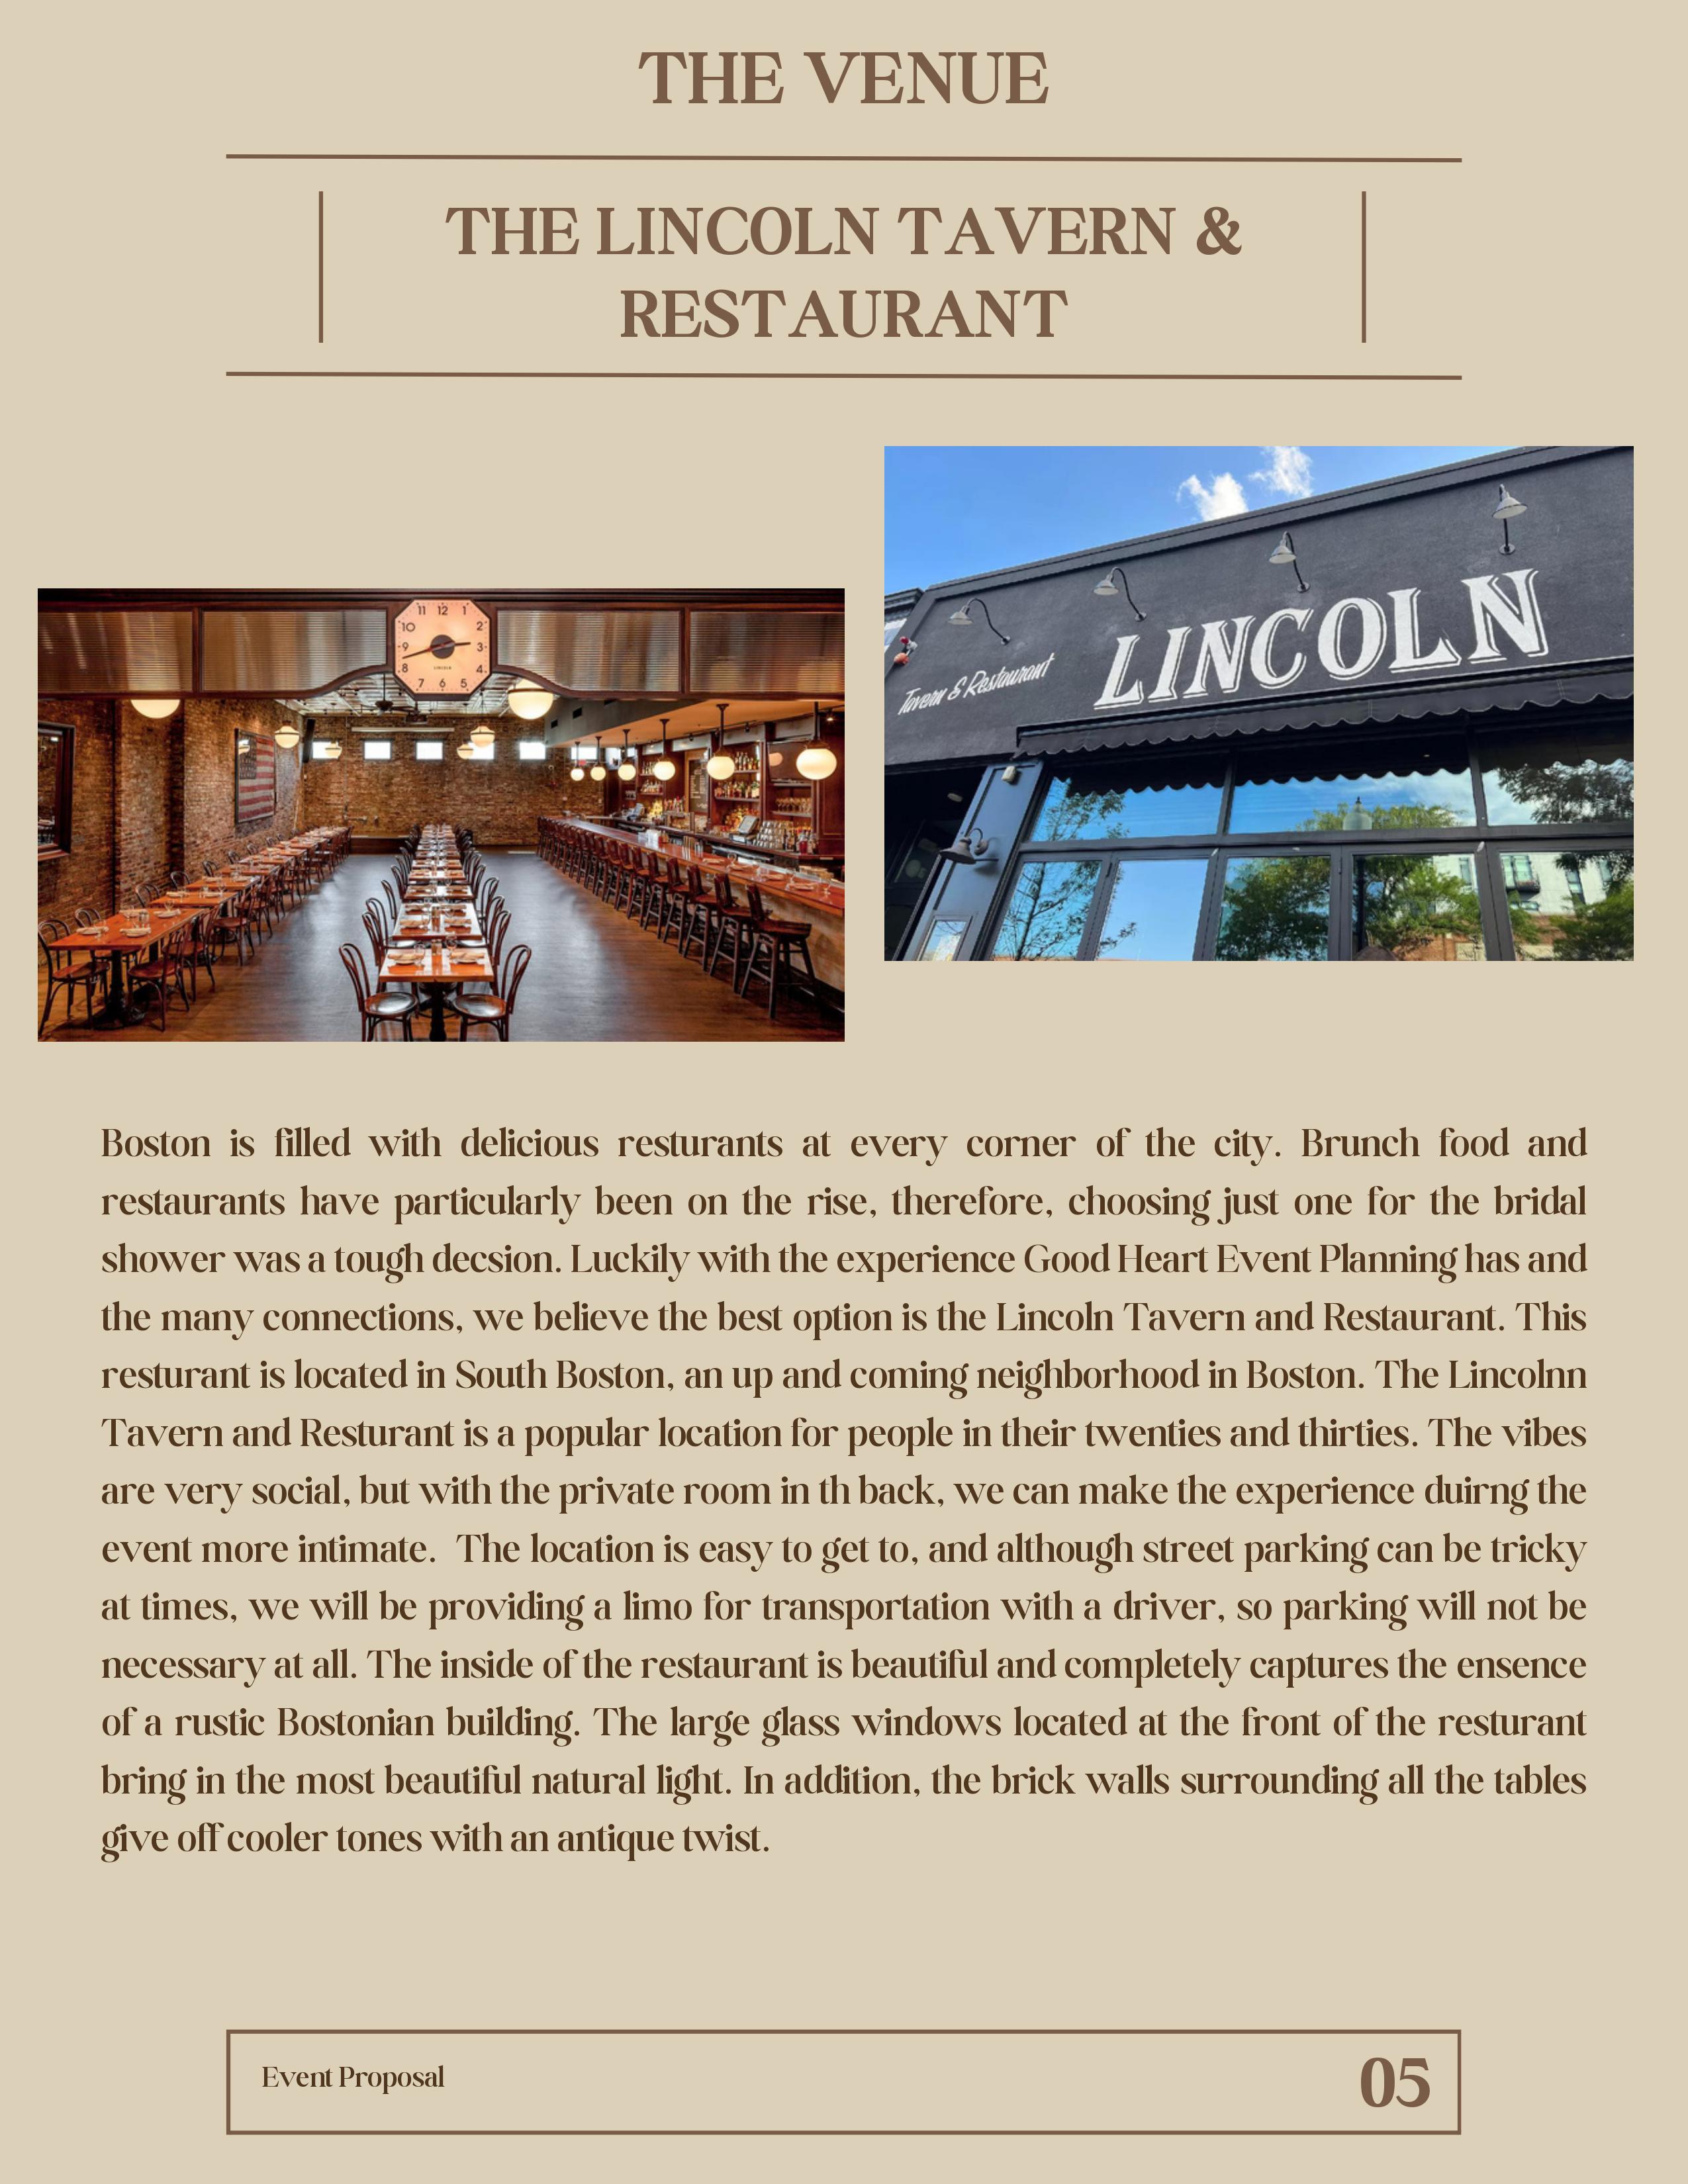 THE VENUE
THE LINCOLN TAVERN &
RESTAURANT
LINCOLN
Tavern & Restaurant
11 12 1
10 2
9 3
8 4
7 6 5
Boston is filled with delicious resturants at every corner of the city. Brunch food and
restaurants have particularly been on the rise, therefore, choosing just one for the bridal
shower was a tough decsion. Luckily with the experience Good Heart Event Planning has and
the many connections, we believe the best option is the Lincoln Tavern and Restaurant. This
resturant is located in South Boston, an up and coming neighborhood in Boston. The Lincolnn
Tavern and Resturant is a popular location for people in their twenties and thirties. The vibes
are very social, but with the private room in th back, we can make the experience duirng the
event more intimate.  The location is easy to get to, and although street parking can be tricky
at times, we will be providing a limo for transportation with a driver, so parking will not be
necessary at all. The inside of the restaurant is beautiful and completely captures the ensence
of a rustic Bostonian building. The large glass windows located at the front of the resturant
bring in the most beautiful natural light. In addition, the brick walls surrounding all the tables
give off cooler tones with an antique twist.
Event Proposal
05